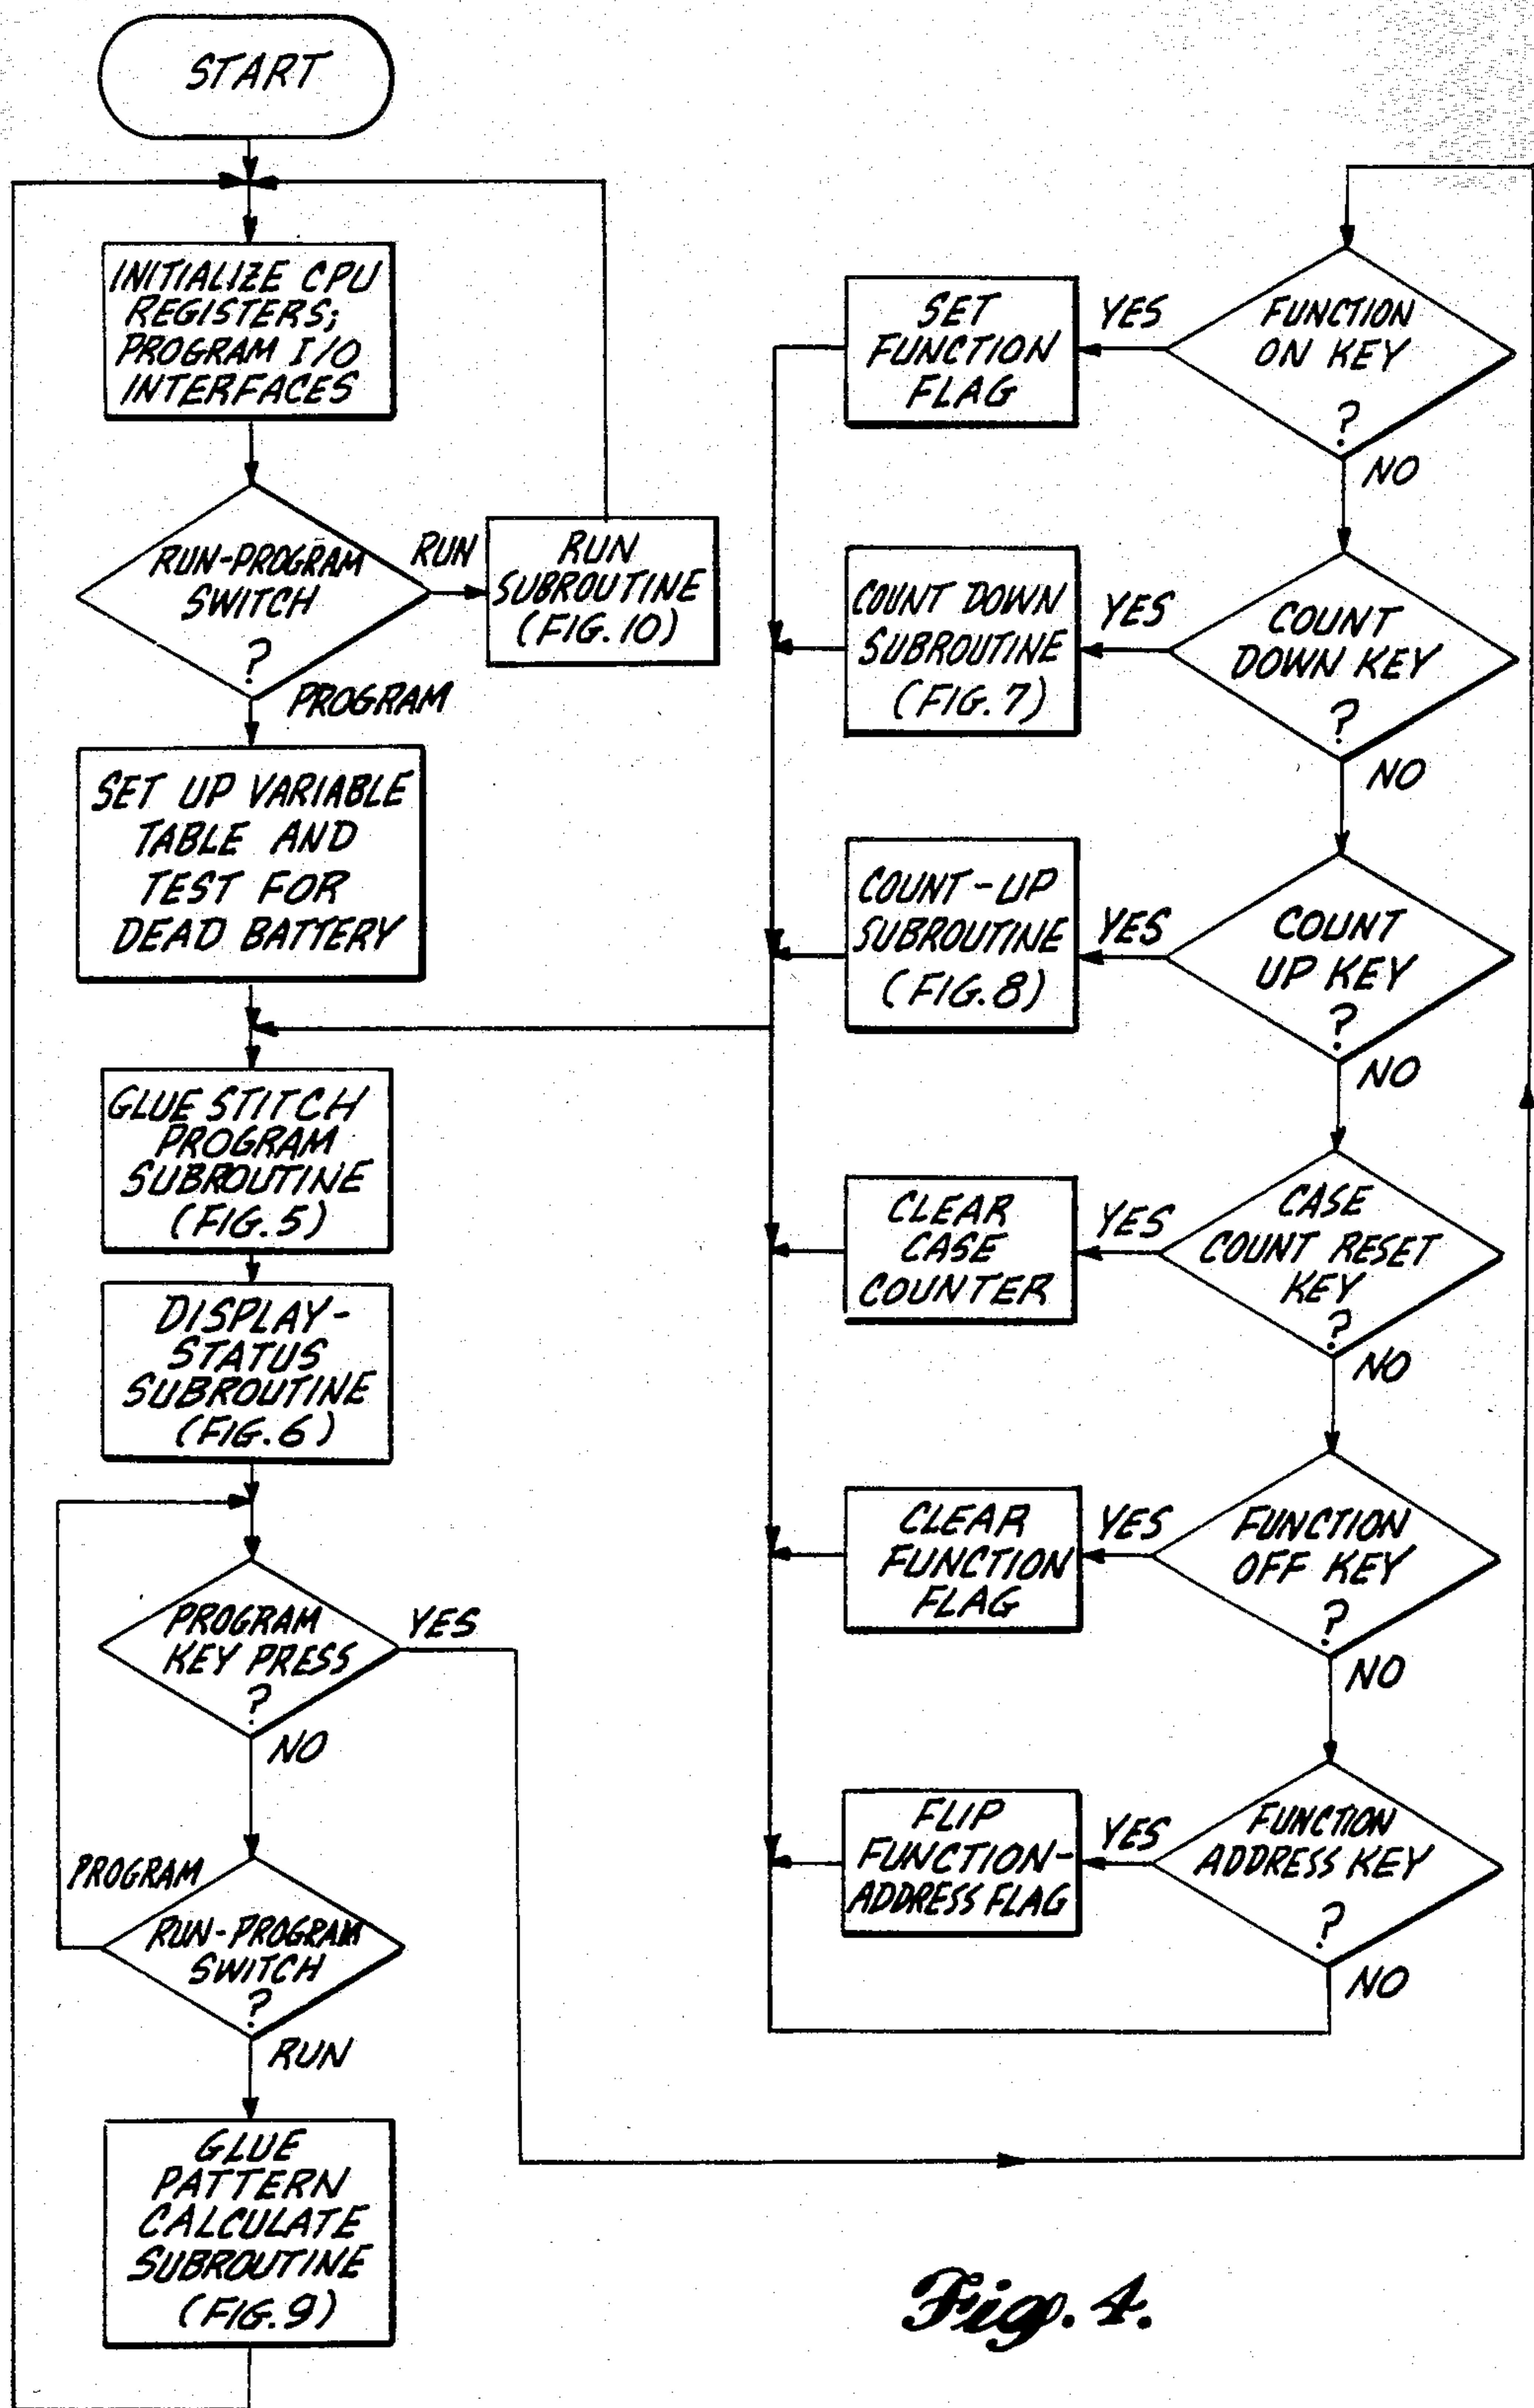 START
INITIALIZE CPU
REGISTERS;
PROGRAM I/O
INTERFACES
RUN-PROGRAM
SWITCH
?
RUN
PROGRAM
RUN
SUBROUTINE
(FIG. 10)
SET UP VARIABLE
TABLE AND
TEST FOR
DEAD BATTERY
GLUE STITCH
PROGRAM
SUBROUTINE
(FIG. 5)
DISPLAY-
STATUS
SUBROUTINE
(FIG. 6)
PROGRAM
KEY PRESS
?
YES
NO
PROGRAM
RUN-PROGRAM
SWITCH
?
RUN
GLUE
PATTERN
CALCULATE
SUBROUTINE
(FIG. 9)
FUNCTION
ON KEY
?
YES
NO
SET
FUNCTION
FLAG
COUNT
DOWN KEY
?
YES
NO
COUNT DOWN
SUBROUTINE
(FIG. 7)
COUNT
UP KEY
?
YES
NO
COUNT-UP
SUBROUTINE
(FIG. 8)
CASE
COUNT RESET
KEY
?
YES
NO
CLEAR
CASE
COUNTER
FUNCTION
OFF KEY
?
YES
NO
CLEAR
FUNCTION
FLAG
FUNCTION
ADDRESS KEY
?
YES
NO
FLIP
FUNCTION-
ADDRESS FLAG
Fig. 4.